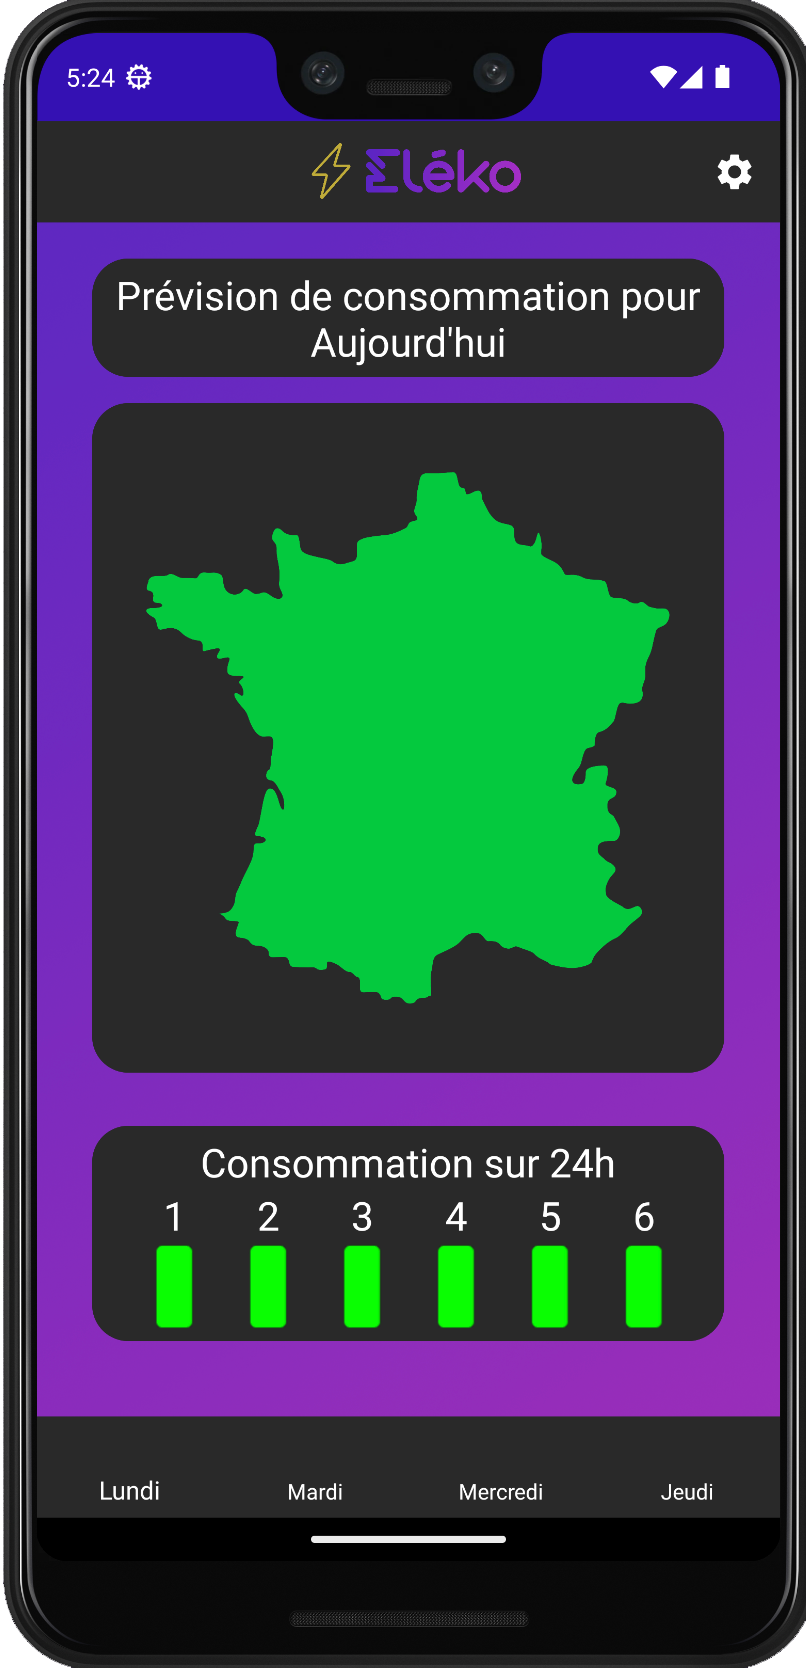 5:24
Eléko
Prévision de consommation pour
Aujourd'hui
Consommation sur 24h
1 2 3 4 5 6
Lundi Mardi Mercredi Jeudi